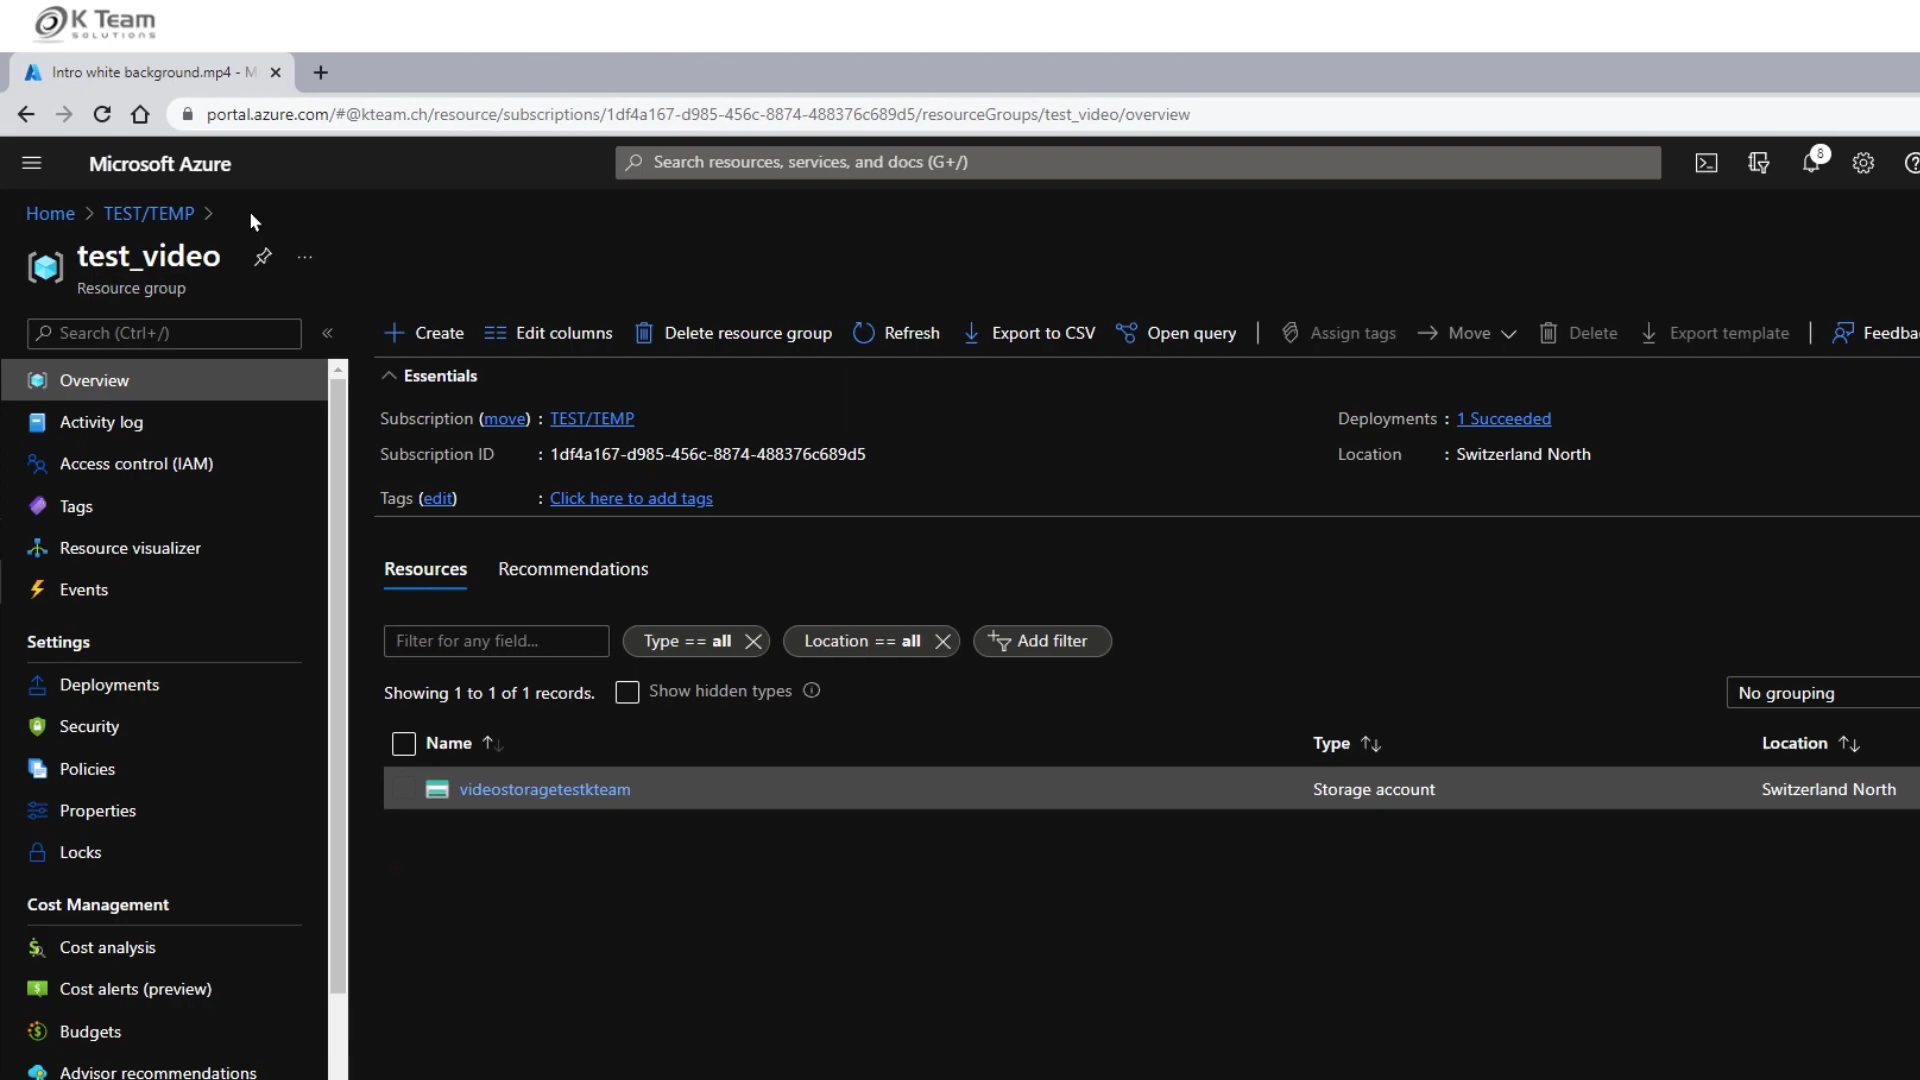 K Team
SOLUTIONS
Intro white background.mp4 - M
portal.azure.com/#@kteam.ch/resource/subscriptions/1df4a167-d985-456c-8874-488376c689d5/resourceGroups/test_video/overview
Microsoft Azure
Search resources, services, and docs (G+/)
8
Home > TEST/TEMP >
test_video
...
Resource group
Search (Ctrl+/)
«
Create
Edit columns
Delete resource group
Refresh
Export to CSV
Open query
Assign tags
Move
Delete
Export template
Feedba
Overview
Activity log
Access control (IAM)
Tags
Resource visualizer
Events
Settings
Deployments
Security
Policies
Properties
Locks
Cost Management
Cost analysis
Cost alerts (preview)
Budgets
Advisor recommendations
Essentials
Subscription (move) : TEST/TEMP
Subscription ID : 1df4a167-d985-456c-8874-488376c689d5
Tags (edit) : Click here to add tags
Deployments : 1 Succeeded
Location : Switzerland North
Resources
Recommendations
Filter for any field...
Type == all
Location == all
Add filter
Showing 1 to 1 of 1 records.
Show hidden types
No grouping
Name
Type
Location
videostoragetestkteam
Storage account
Switzerland North